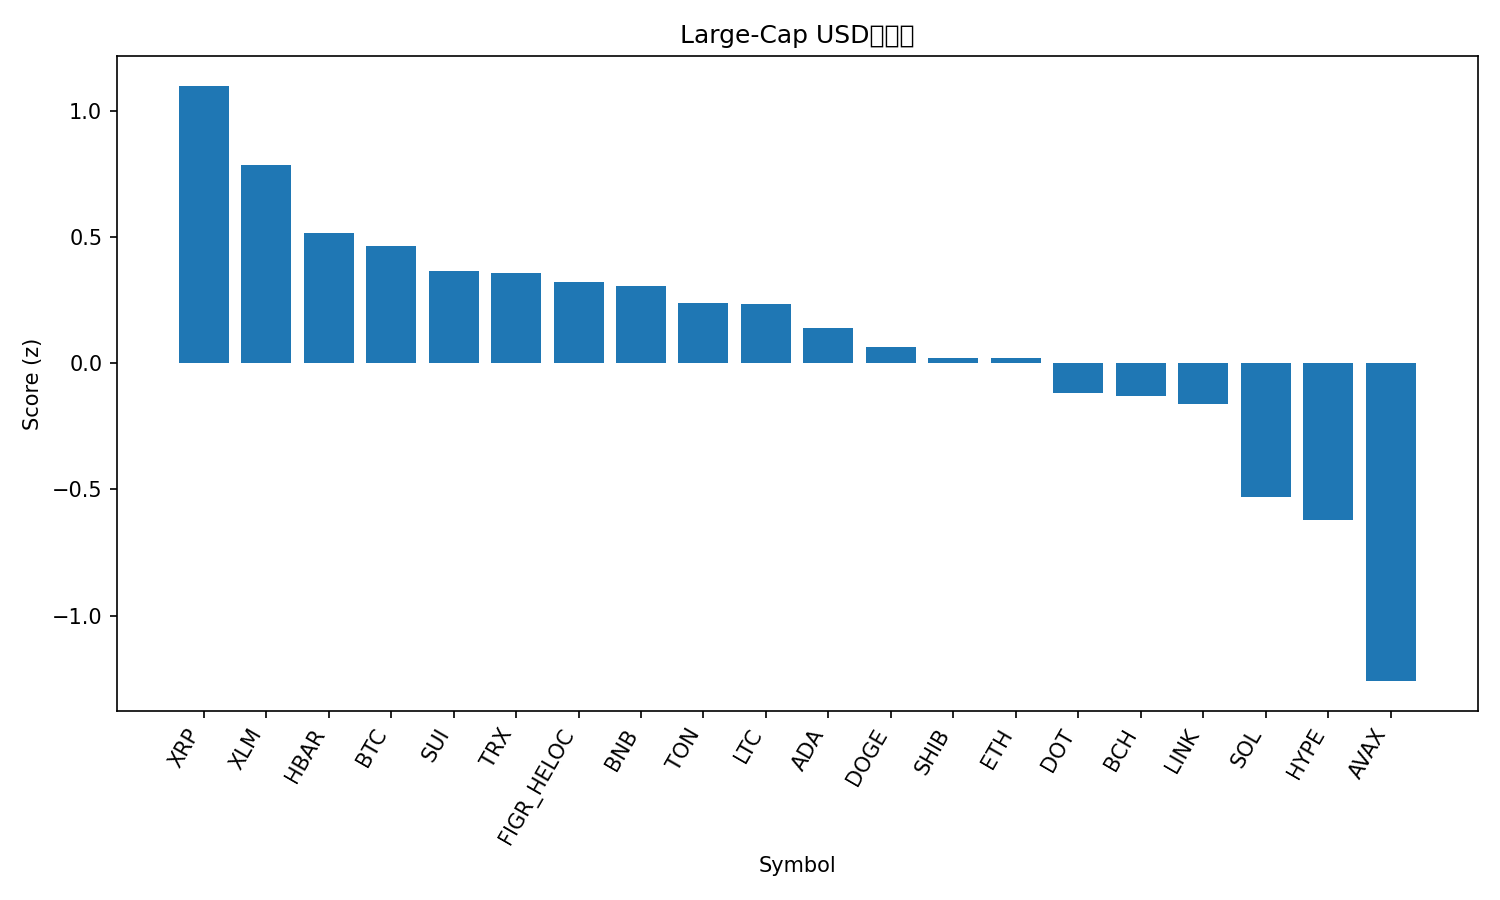 Large-Cap USD
Score (z)
1.0
0.5
0.0
−0.5
−1.0
XRP
XLM
HBAR
BTC
SUI
TRX
FIGR_HELOC
BNB
TON
LTC
ADA
DOGE
SHIB
ETH
DOT
BCH
LINK
SOL
HYPE
AVAX
Symbol